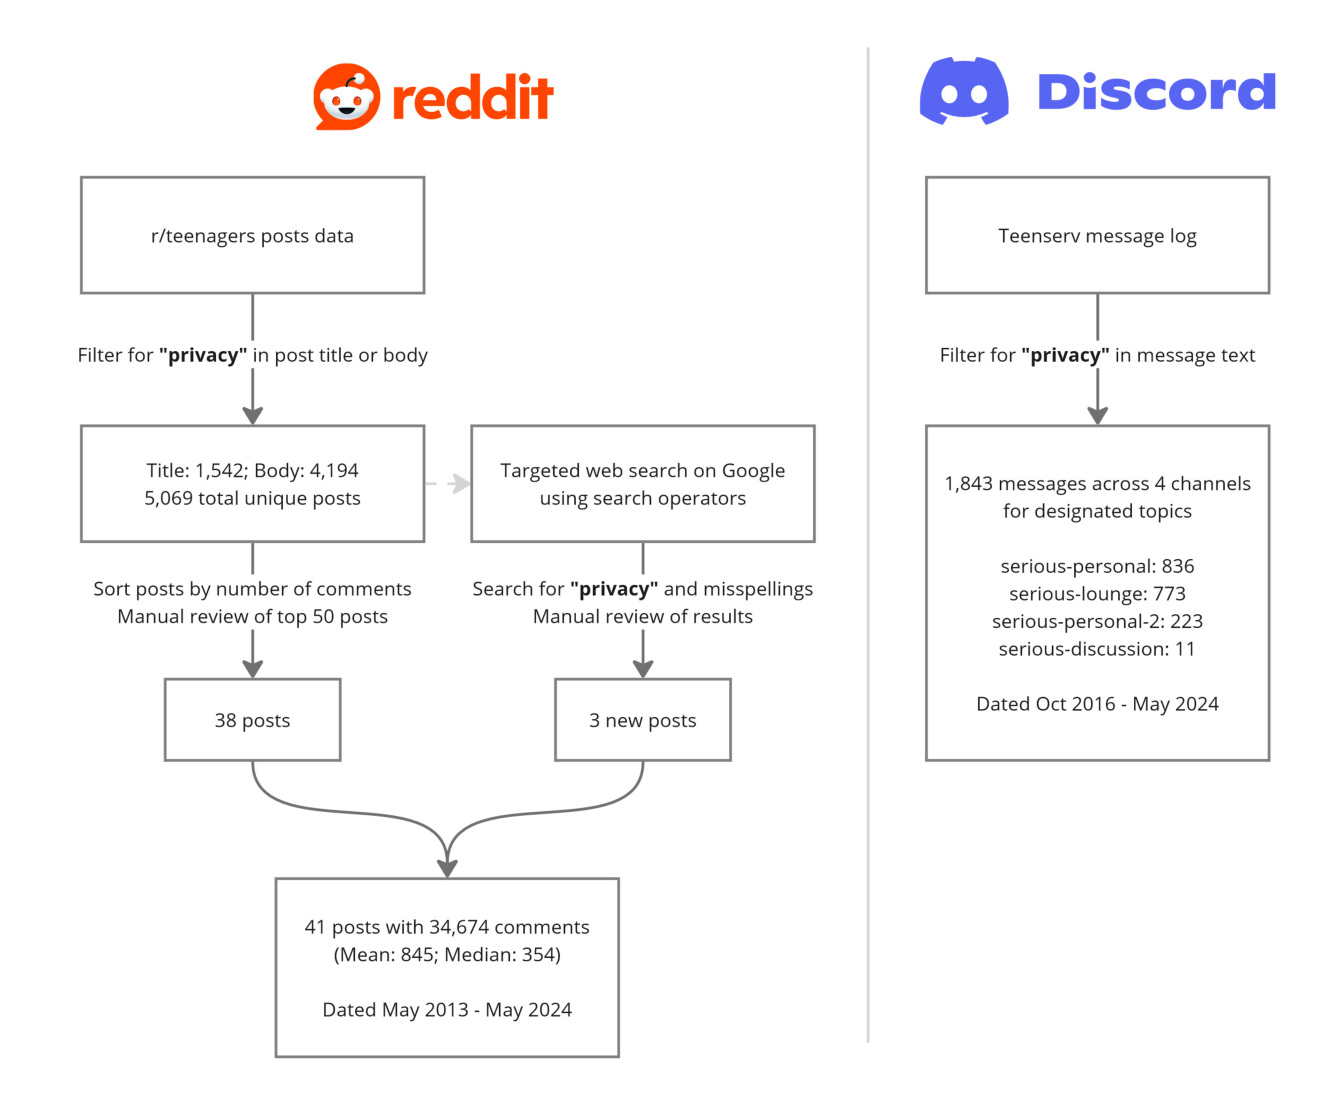 reddit
r/teenagers posts data
Filter for "privacy" in post title or body
Title: 1,542; Body: 4,194
5,069 total unique posts
Targeted web search on Google
using search operators
Sort posts by number of comments
Manual review of top 50 posts
Search for "privacy" and misspellings
Manual review of results
38 posts
3 new posts
41 posts with 34,674 comments
(Mean: 845; Median: 354)
Dated May 2013 - May 2024
Discord
Teenserv message log
Filter for "privacy" in message text
1,843 messages across 4 channels
for designated topics
serious-personal: 836
serious-lounge: 773
serious-personal-2: 223
serious-discussion: 11
Dated Oct 2016 - May 2024